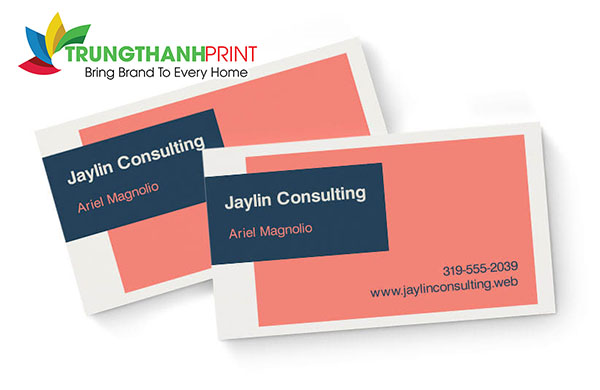 TRUNGTHANHPRINT
Bring Brand To Every Home
Jaylin Consulting
Ariel Magnolio
Jaylin Consulting
Ariel Magnolio
319-555-2039
www.jaylinconsulting.web